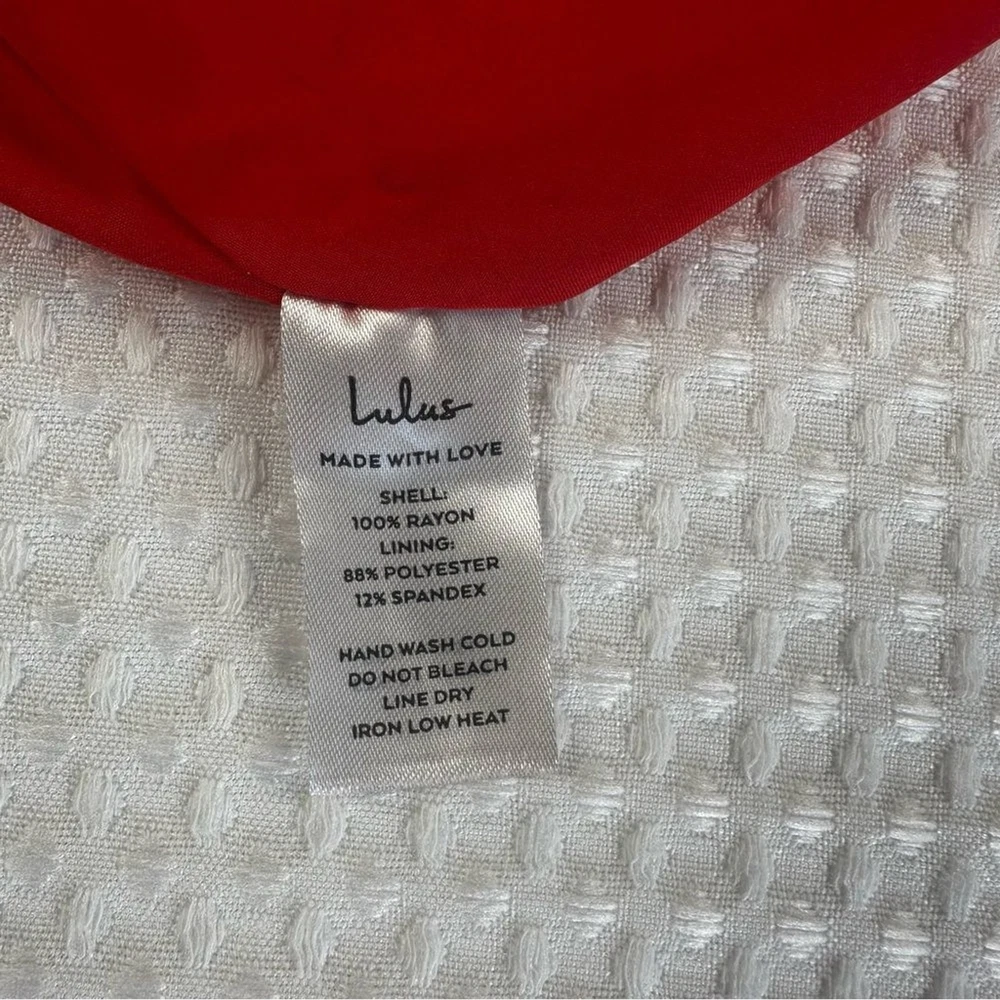 Lulus
MADE WITH LOVE
SHELL:
100% RAYON
LINING:
88% POLYESTER
12% SPANDEX
HAND WASH COLD
DO NOT BLEACH
LINE DRY
IRON LOW HEAT